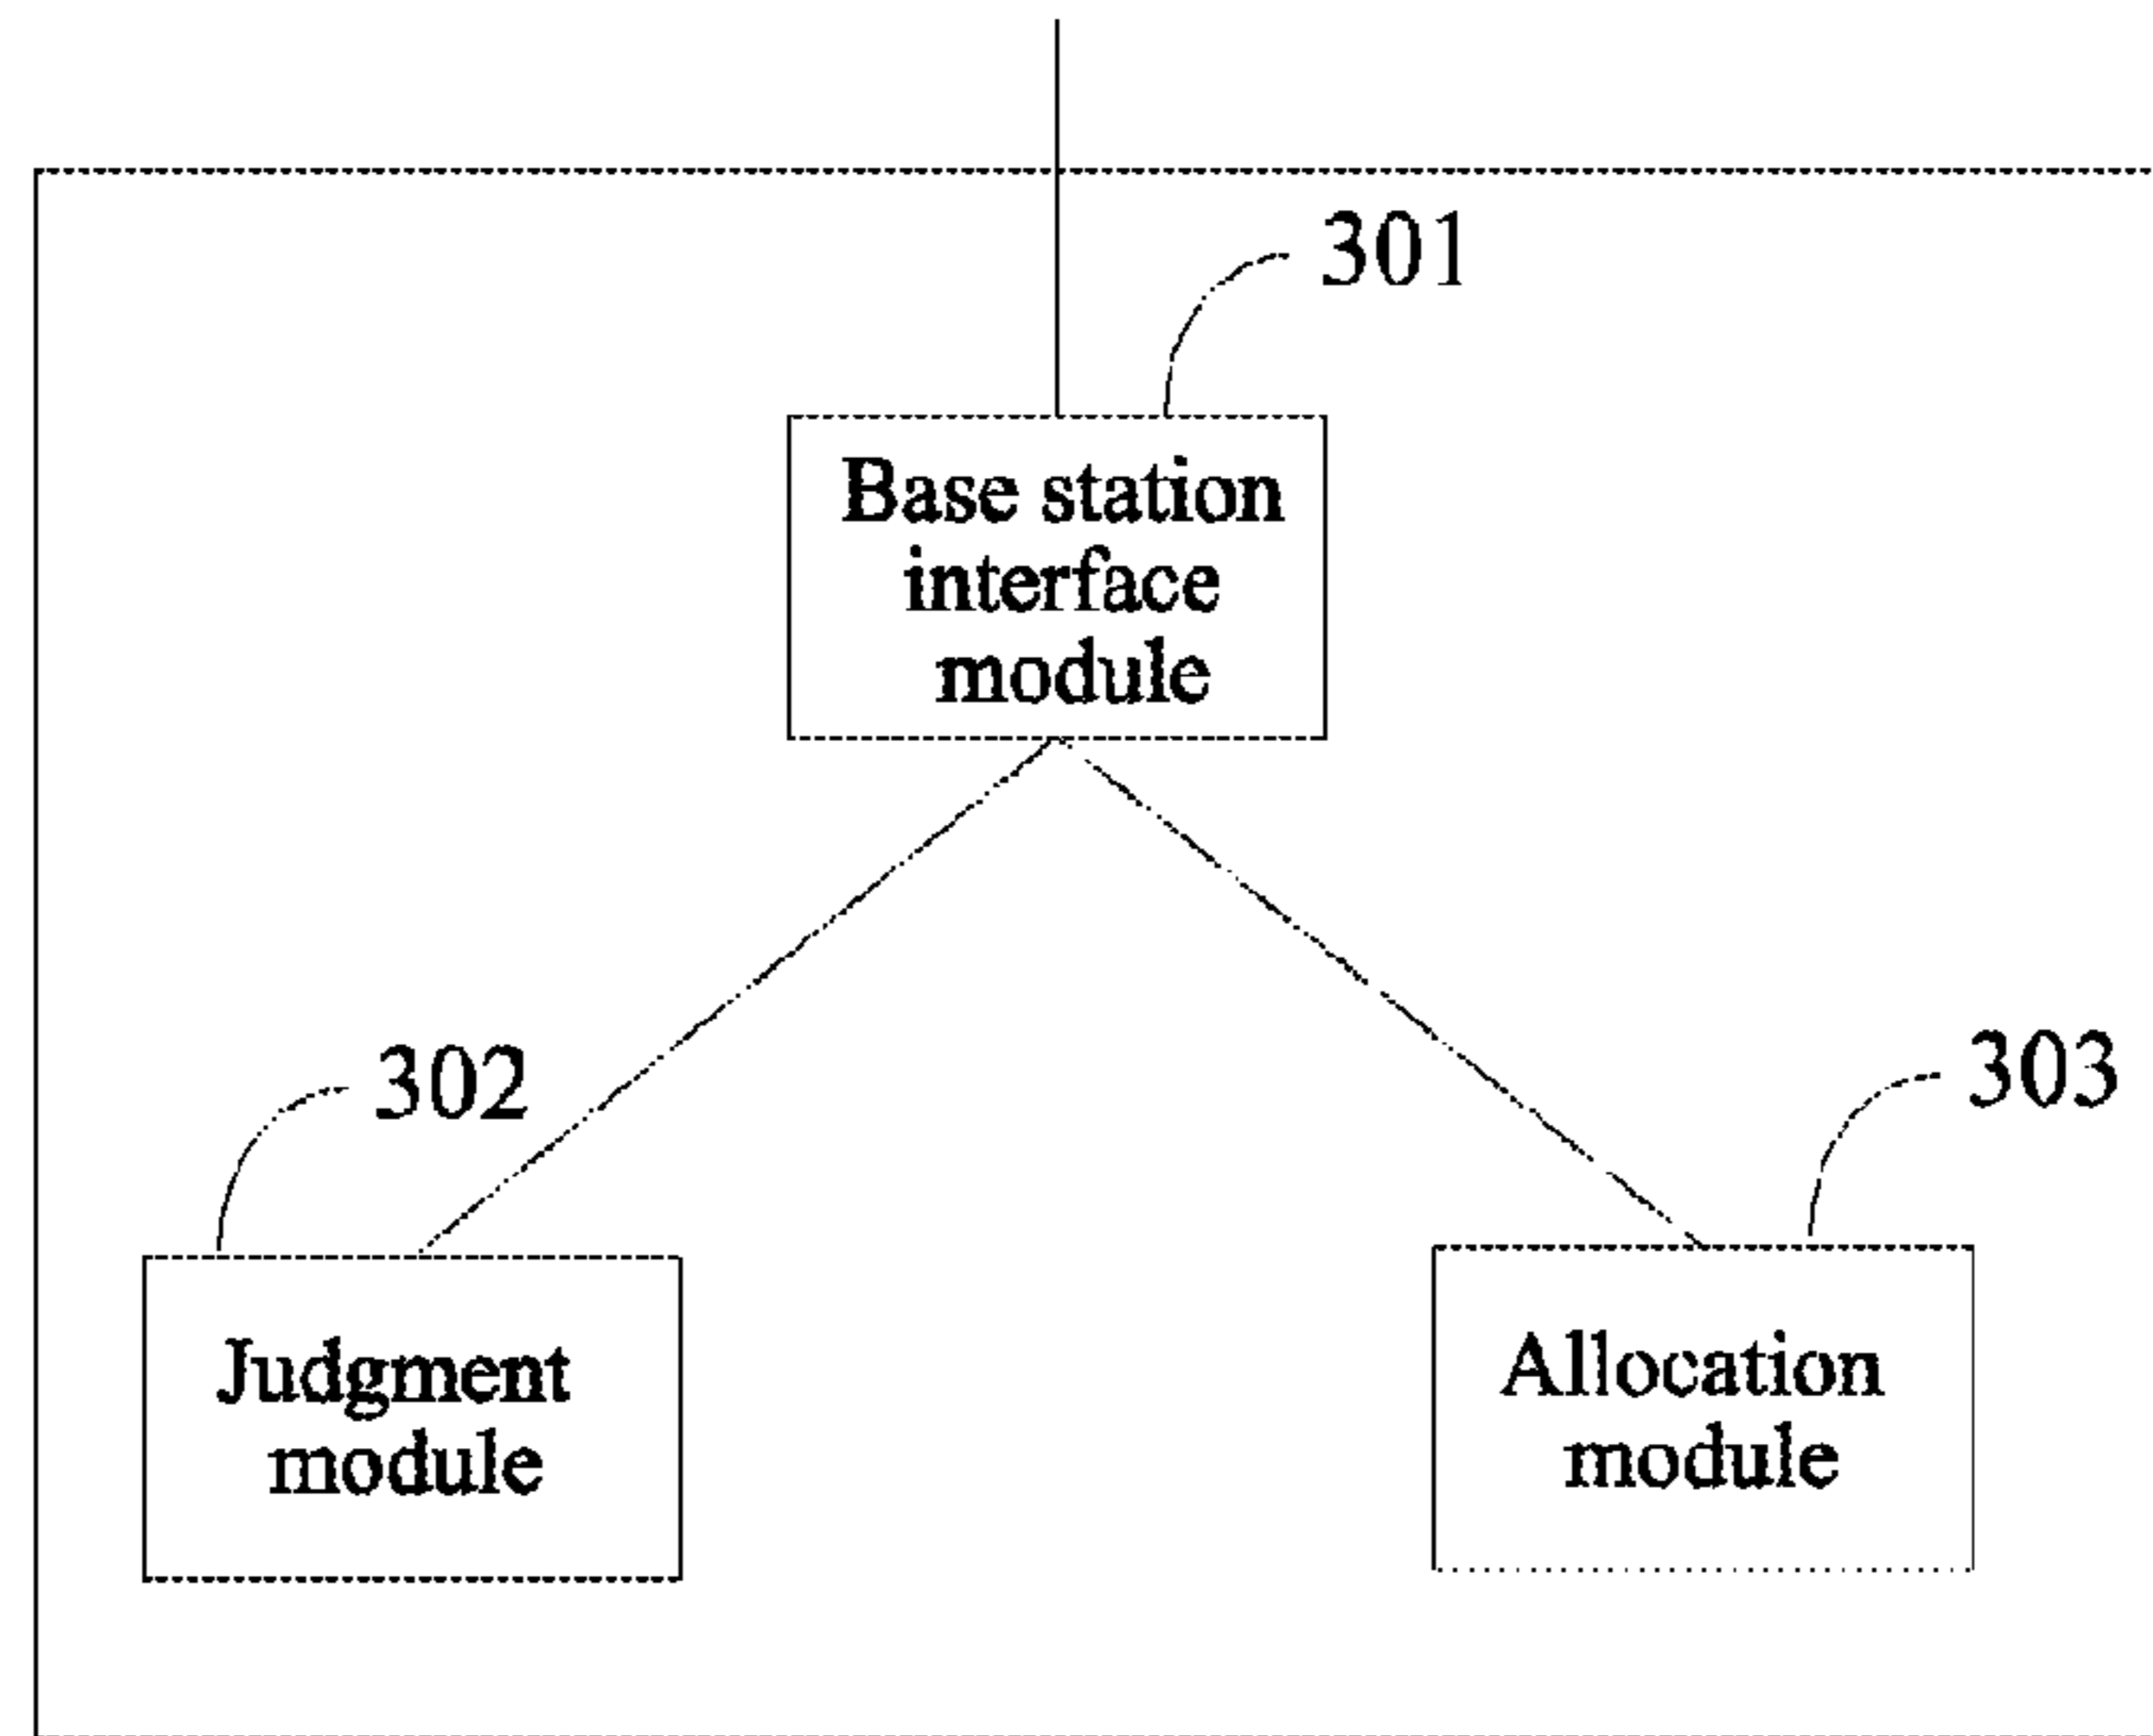 301
Base station
interface
module
302
303
Judgment
module
Allocation
module